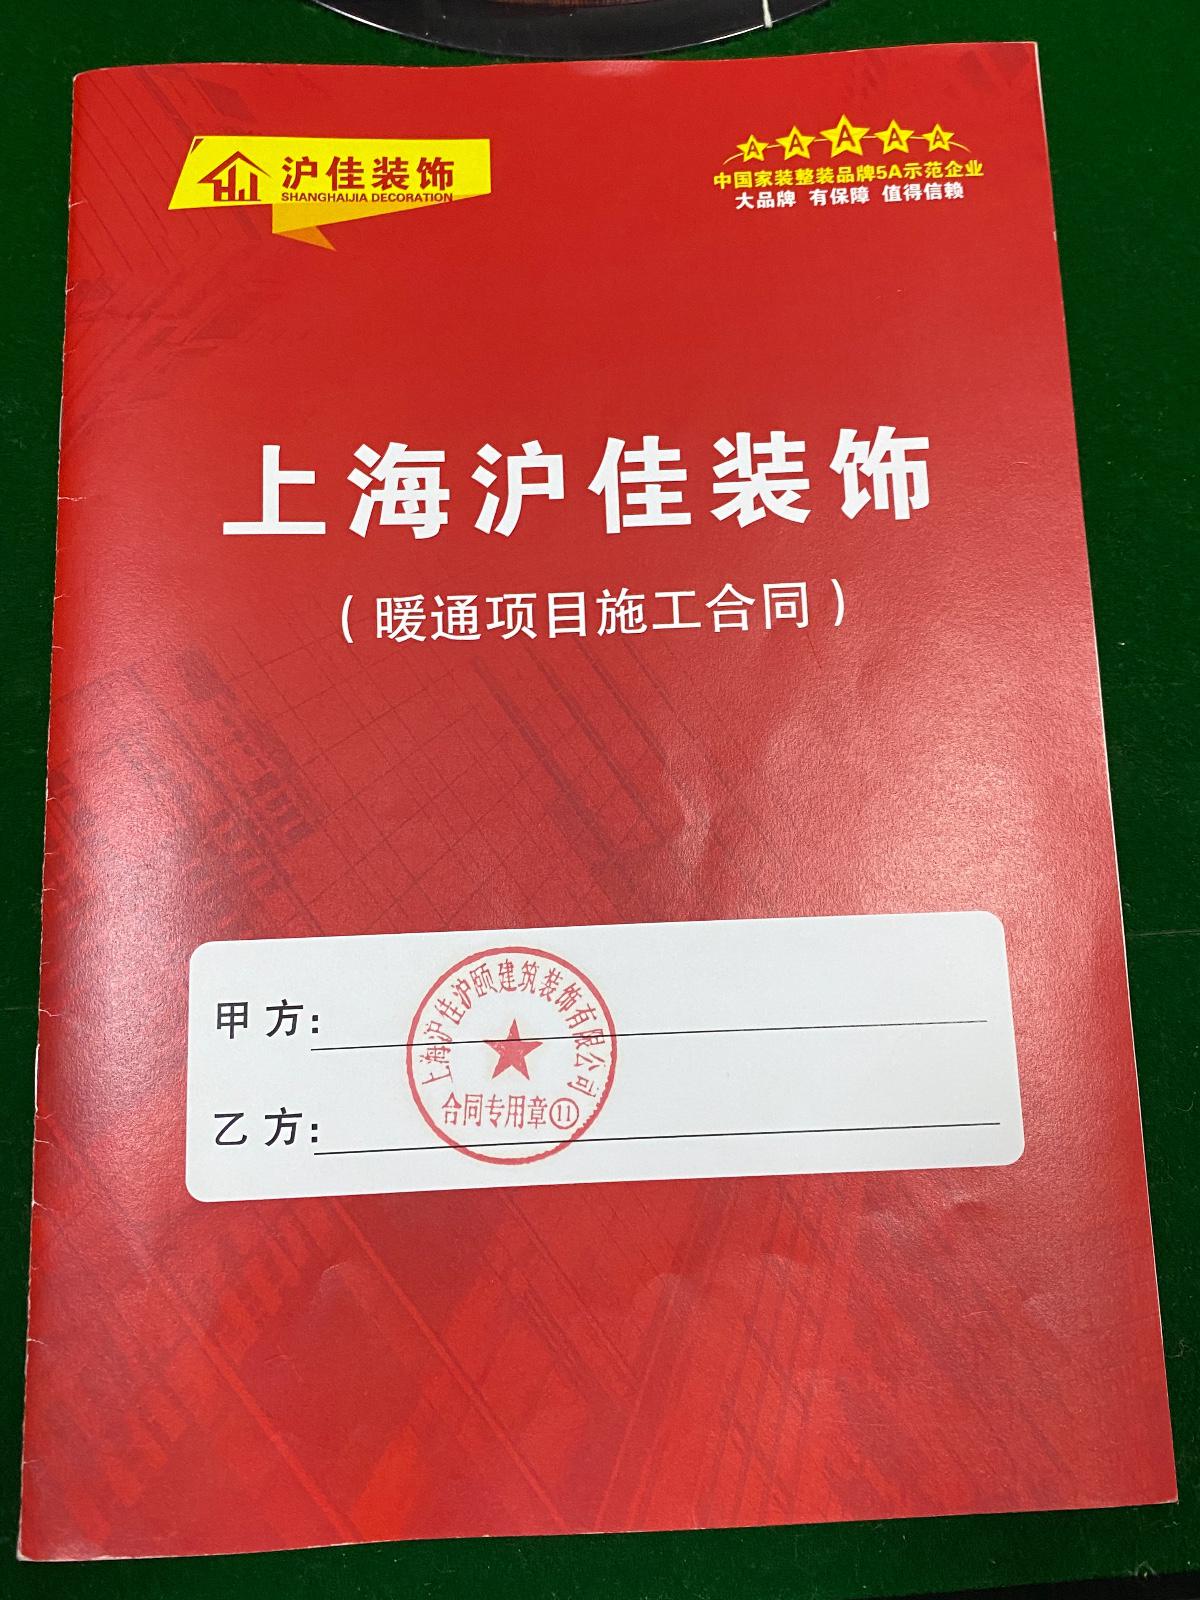 沪佳装饰
SHANGHAIJIA DECORATION
A A A A A
中国家装整装品牌5A示范企业
大品牌 有保障 值得信赖
上海沪佳装饰
（暖通项目施工合同）
甲方：
上海沪佳沪颐建筑装饰有限公司
合同专用章⑪
乙方：